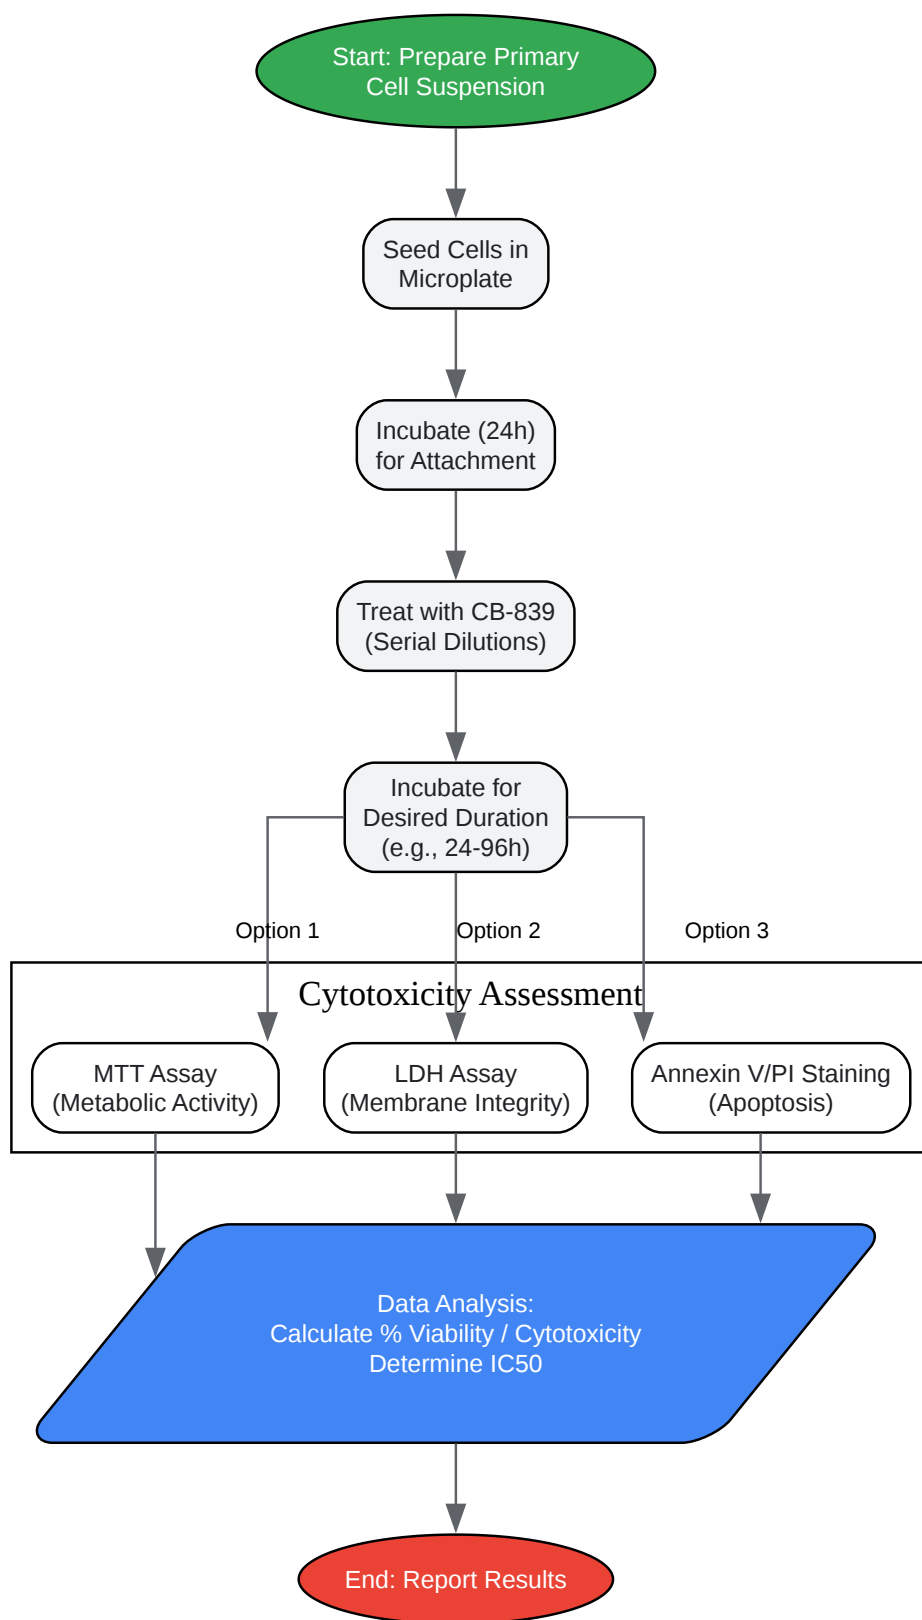 Start: Prepare Primary
Cell Suspension
Seed Cells in
Microplate
Incubate (24h)
for Attachment
Treat with CB-839
(Serial Dilutions)
Incubate for
Desired Duration
(e.g., 24-96h)
Option 1
Option 2
Option 3
Cytotoxicity Assessment
MTT Assay
(Metabolic Activity)
LDH Assay
(Membrane Integrity)
Annexin V/PI Staining
(Apoptosis)
Data Analysis:
Calculate % Viability / Cytotoxicity
Determine IC50
End: Report Results